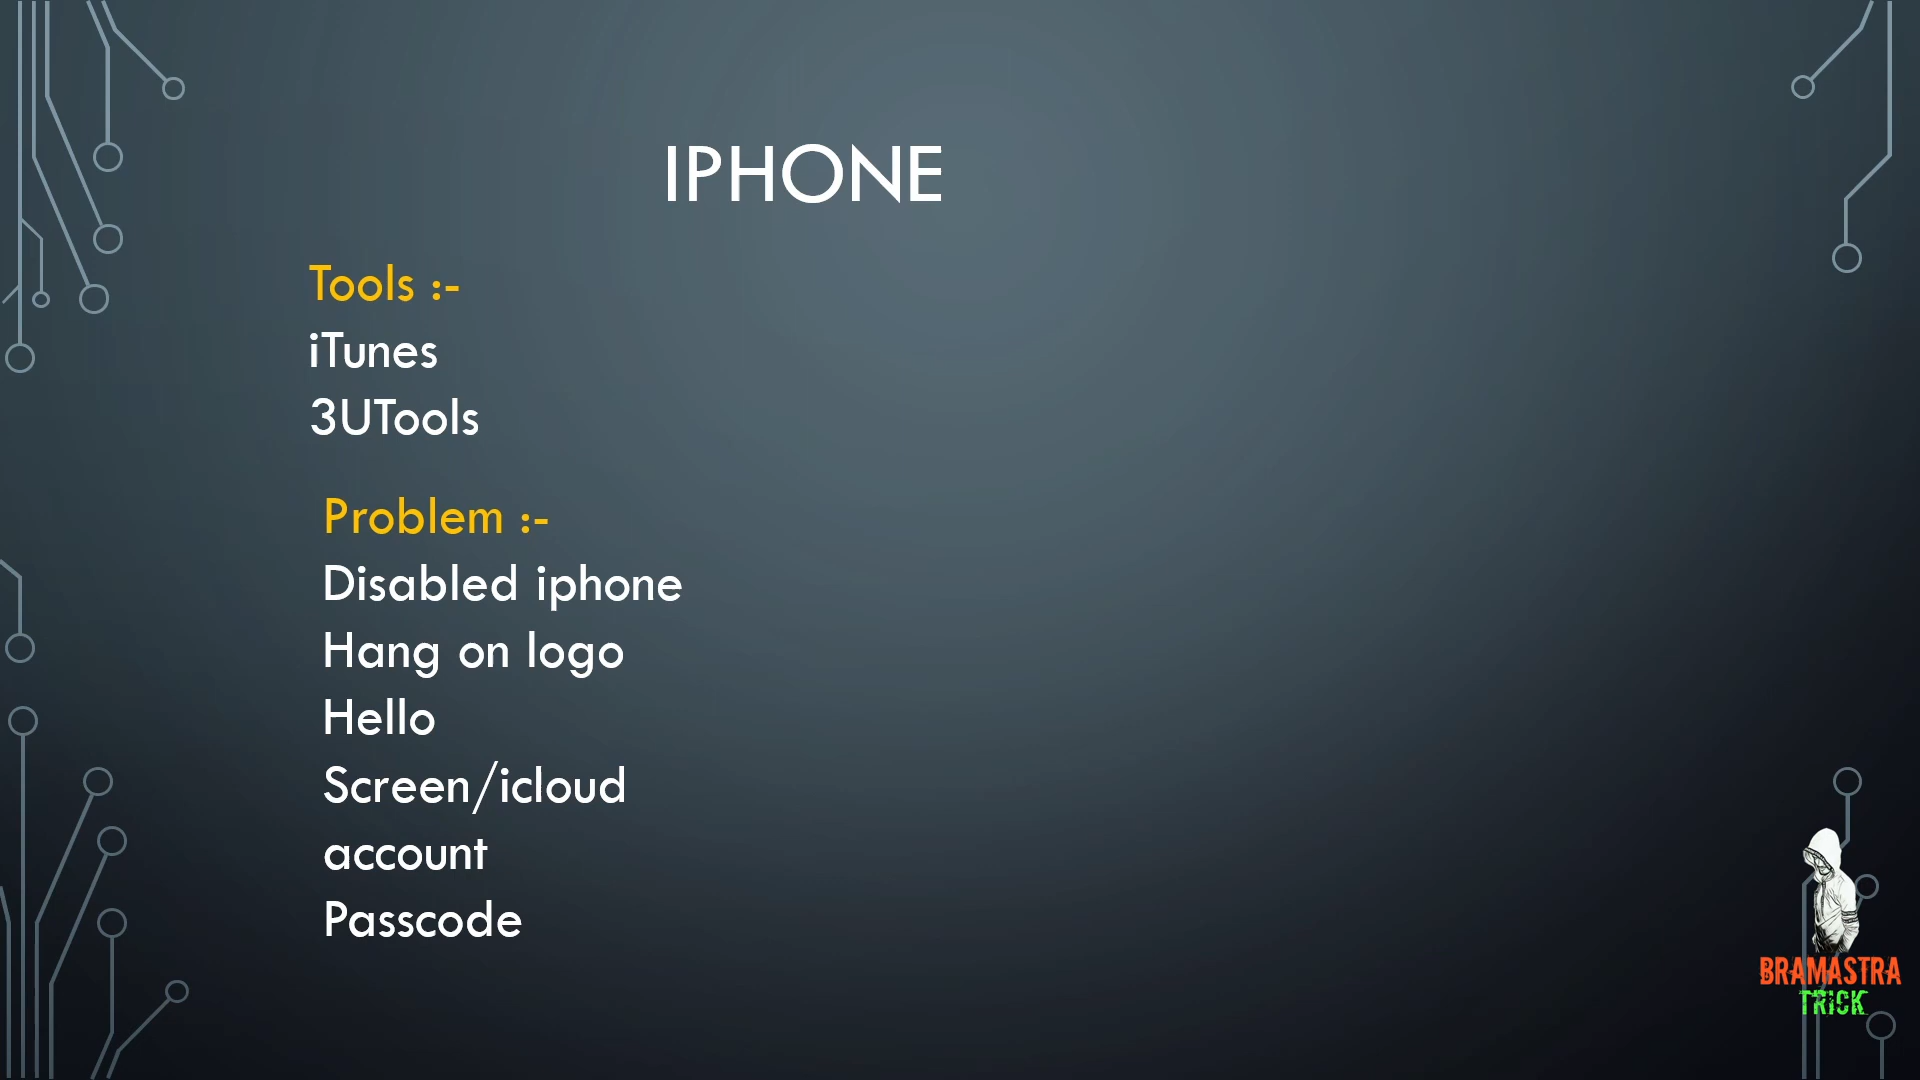 IPHONE
Tools :-
iTunes
3UTools
Problem :-
Disabled iphone
Hang on logo
Hello
Screen/icloud
account
Passcode
BRAMASTRA
TRICK